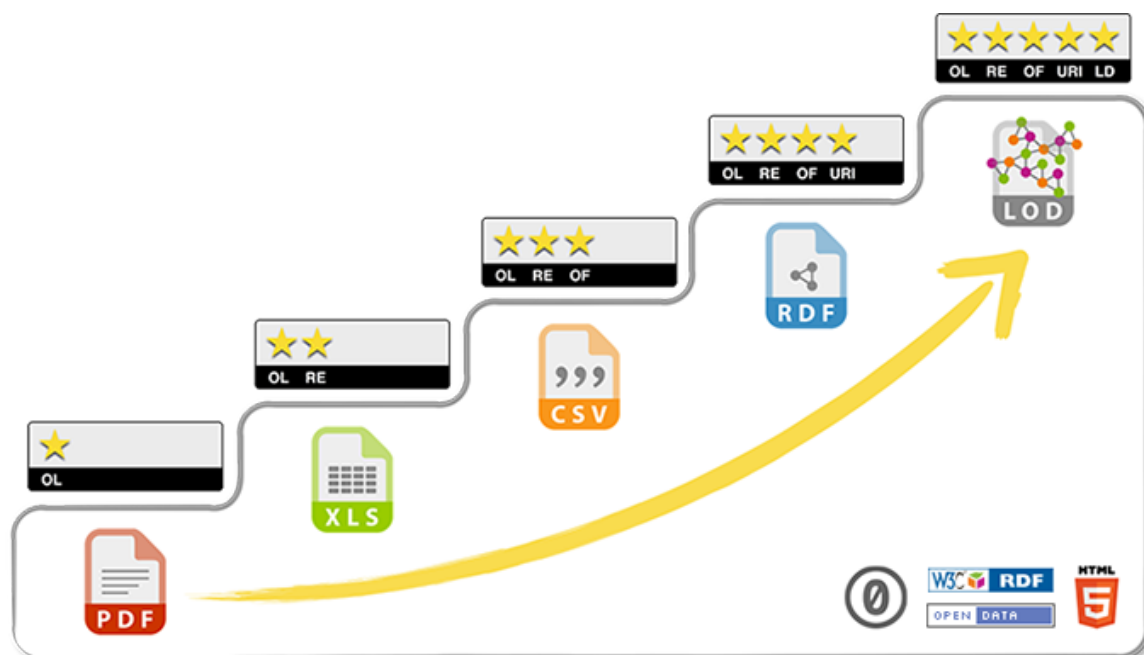 OL RE OF URI LD
LOD
OL RE OF URI
RDF
OL RE OF
CSV
OL RE
XLS
OL
PDF
0
W3C RDF
OPEN DATA
HTML
5